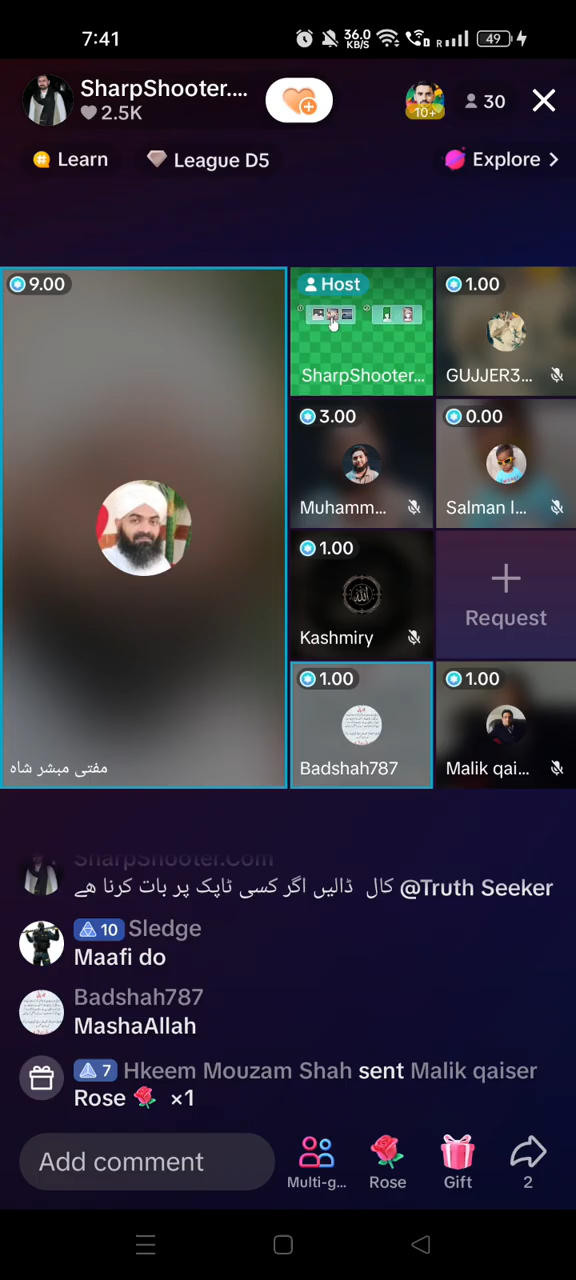 7:41
36.0
KB/S
R
49
SharpShooter....
2.5K
10+
30
Learn
League D5
Explore >
9.00
Host
1.00
SharpShooter...
GUJJER3...
3.00
0.00
Muhamm...
Salman I...
1.00
Kashmiry
Request
1.00
1.00
مفتی مبشر شاہ
Badshah787
Malik qai...
SharpShooter.Com
@Truth Seeker کال ڈالیں اگر کسی ٹاپک پر بات کرنا ھے
10 Sledge
Maafi do
Badshah787
MashaAllah
7 Hkeem Mouzam Shah sent Malik qaiser
Rose 🌹 ×1
Add comment
Multi-g...
Rose
Gift
2